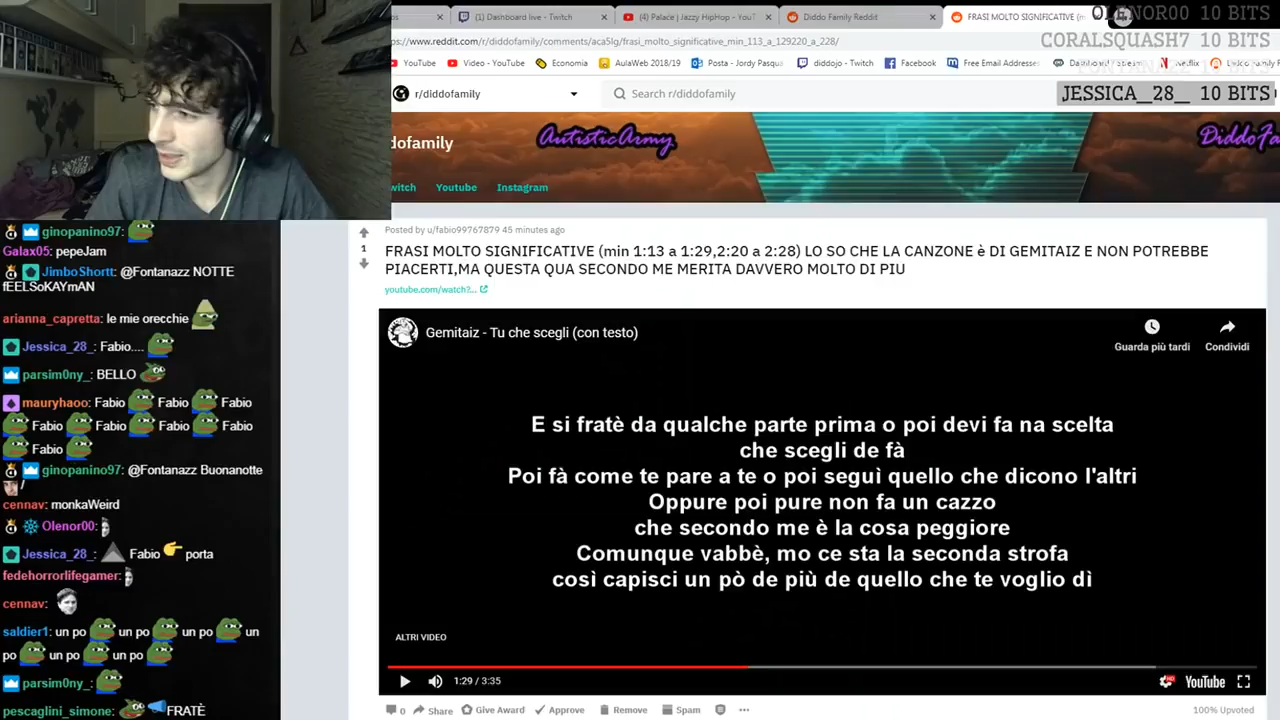 (1) Dashboard live - Twitch
(4) Palace | Jazzy HipHop - YouT
Diddo Family Reddit
FRASI MOLTO SIGNIFICATIVE (m
OLENOR00 10 BITS
ps://www.reddit.com/r/diddofamily/comments/aca5lg/frasi_molto_significative_min_113_a_129220_a_228/
CORALSQUASH7 10 BITS
YouTube
Video - YouTube
Economia
AulaWeb 2018/19
Posta - Jordy Pasqua
diddojo - Twitch
Facebook
Free Email Addresses
Netflix
FONTANAZZ 10 BITS
r/diddofamily
Search r/diddofamily
JESSICA_28_ 10 BITS
dofamily
AutisticArmy
DiddoFa
witch
Youtube
Instagram
Posted by u/fabio99767879 45 minutes ago
1
FRASI MOLTO SIGNIFICATIVE (min 1:13 a 1:29,2:20 a 2:28) LO SO CHE LA CANZONE è DI GEMITAIZ E NON POTREBBE
PIACERTI,MA QUESTA QUA SECONDO ME MERITA DAVVERO MOLTO DI PIU
youtube.com/watch?...
Gemitaiz - Tu che scegli (con testo)
Guarda più tardi
Condividi
E si fratè da qualche parte prima o poi devi fa na scelta
che scegli de fà
Poi fà come te pare a te o poi seguì quello che dicono l'altri
Oppure poi pure non fa un cazzo
che secondo me è la cosa peggiore
Comunque vabbè, mo ce sta la seconda strofa
così capisci un pò de più de quello che te voglio dì
ALTRI VIDEO
1:29 / 3:35
HD
YouTube
0
Share
Give Award
Approve
Remove
Spam
100% Upvoted
ginopanino97:
Galax05: pepeJam
JimboShortt: @Fontanazz NOTTE
fEELSoKAYmAN
arianna_capretta: le mie orecchie
Jessica_28_: Fabio....
parsim0ny_: BELLO
mauryhaoo: Fabio Fabio Fabio
Fabio Fabio Fabio Fabio
Fabio
ginopanino97: @Fontanazz Buonanotte
/
cennav: monkaWeird
Olenor00:
Jessica_28_: Fabio porta
fedehorrorlifegamer:
cennav:
saldier1: un po un po un po un
po un po un po
parsim0ny_:
pescaglini_simone: FRATÈ